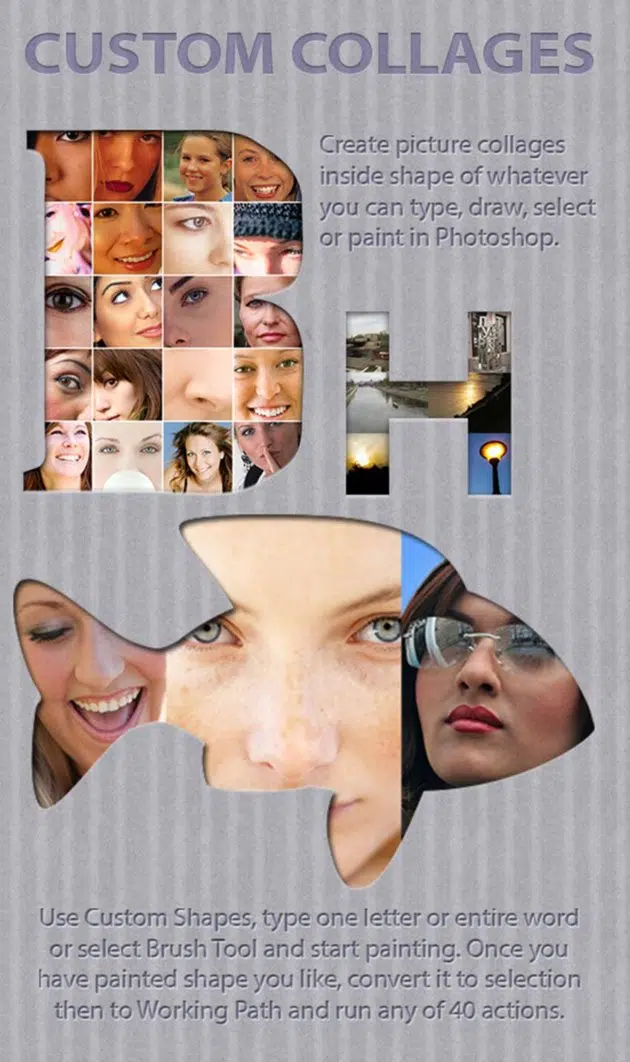 CUSTOM COLLAGES
Create picture collages
inside shape of whatever
you can type, draw, select
or paint in Photoshop.
Use Custom Shapes, type one letter or entire word
or select Brush Tool and start painting. Once you
have painted shape you like, convert it to selection
then to Working Path and run any of 40 actions.